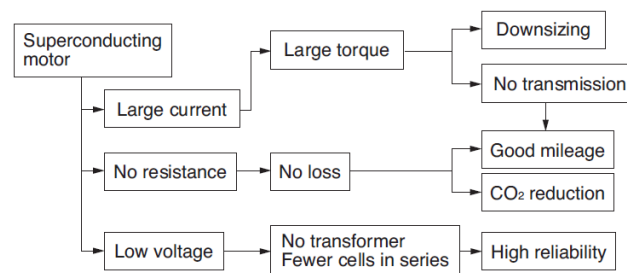 Superconducting
motor
Large current
Large torque
Downsizing
No transmission
No resistance
No loss
Good mileage
CO₂ reduction
Low voltage
No transformer
Fewer cells in series
High reliability